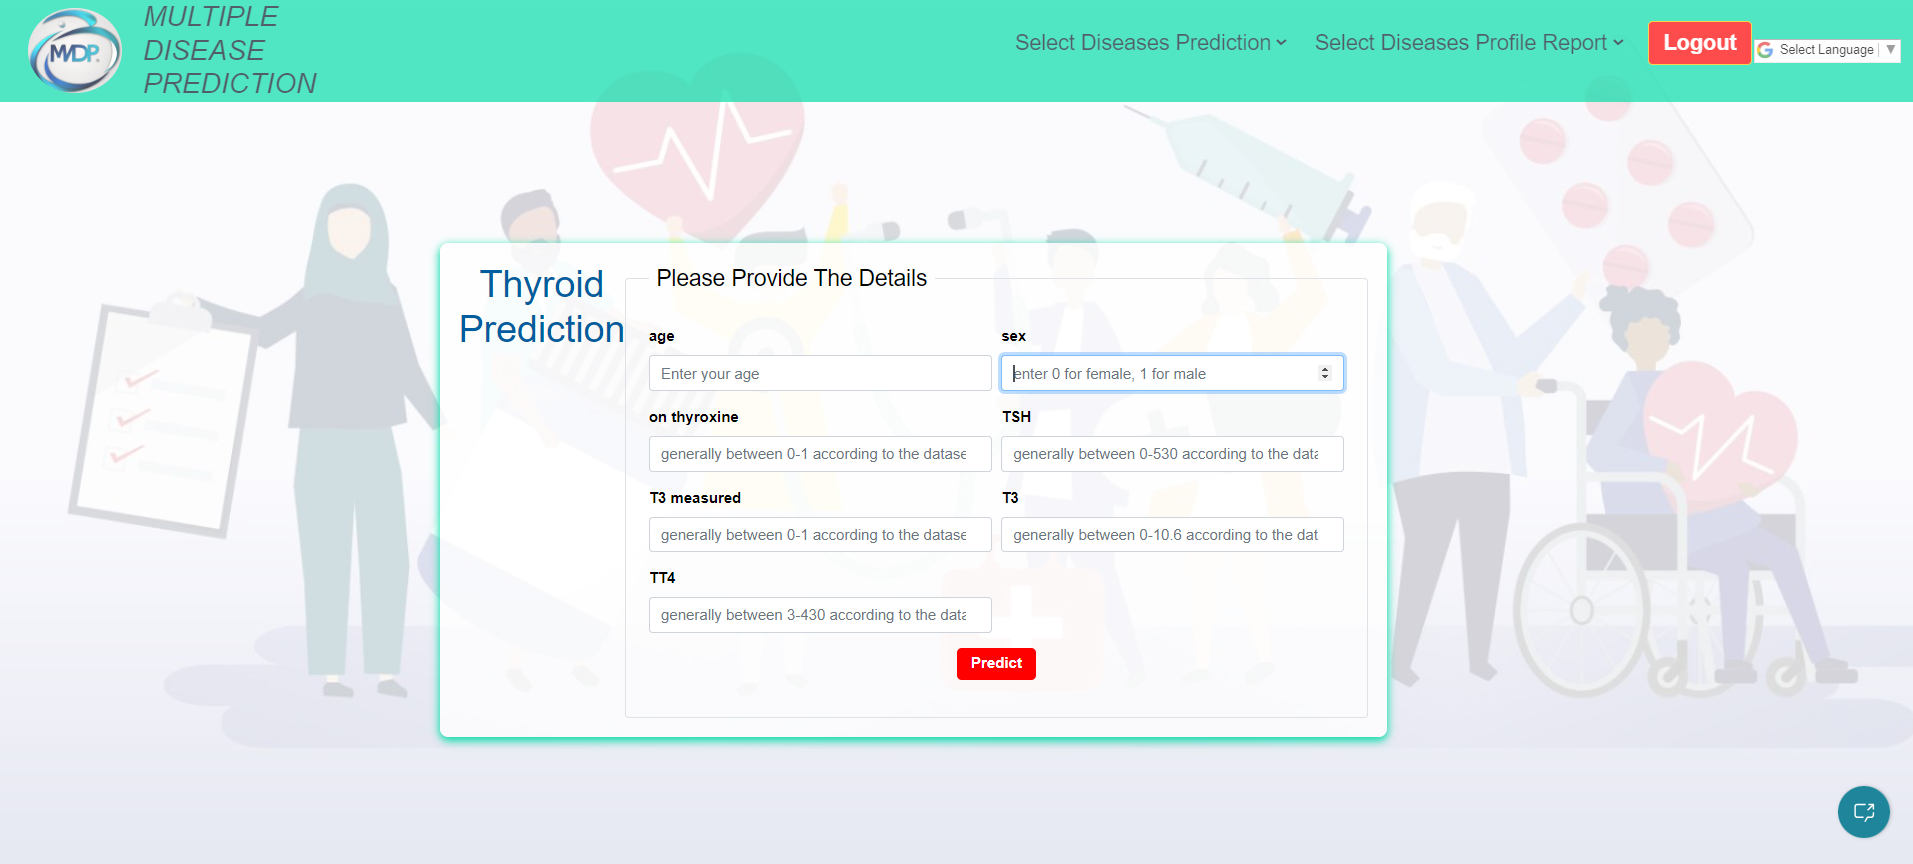 MVDP.
MULTIPLE
DISEASE
PREDICTION
Select Diseases Prediction
Select Diseases Profile Report
Logout
Select Language
Thyroid
Prediction
Please Provide The Details
age
sex
Enter your age
enter 0 for female, 1 for male
on thyroxine
TSH
generally between 0-1 according to the datase
generally between 0-530 according to the data
T3 measured
T3
generally between 0-1 according to the datase
generally between 0-10.6 according to the dat
TT4
generally between 3-430 according to the data
Predict